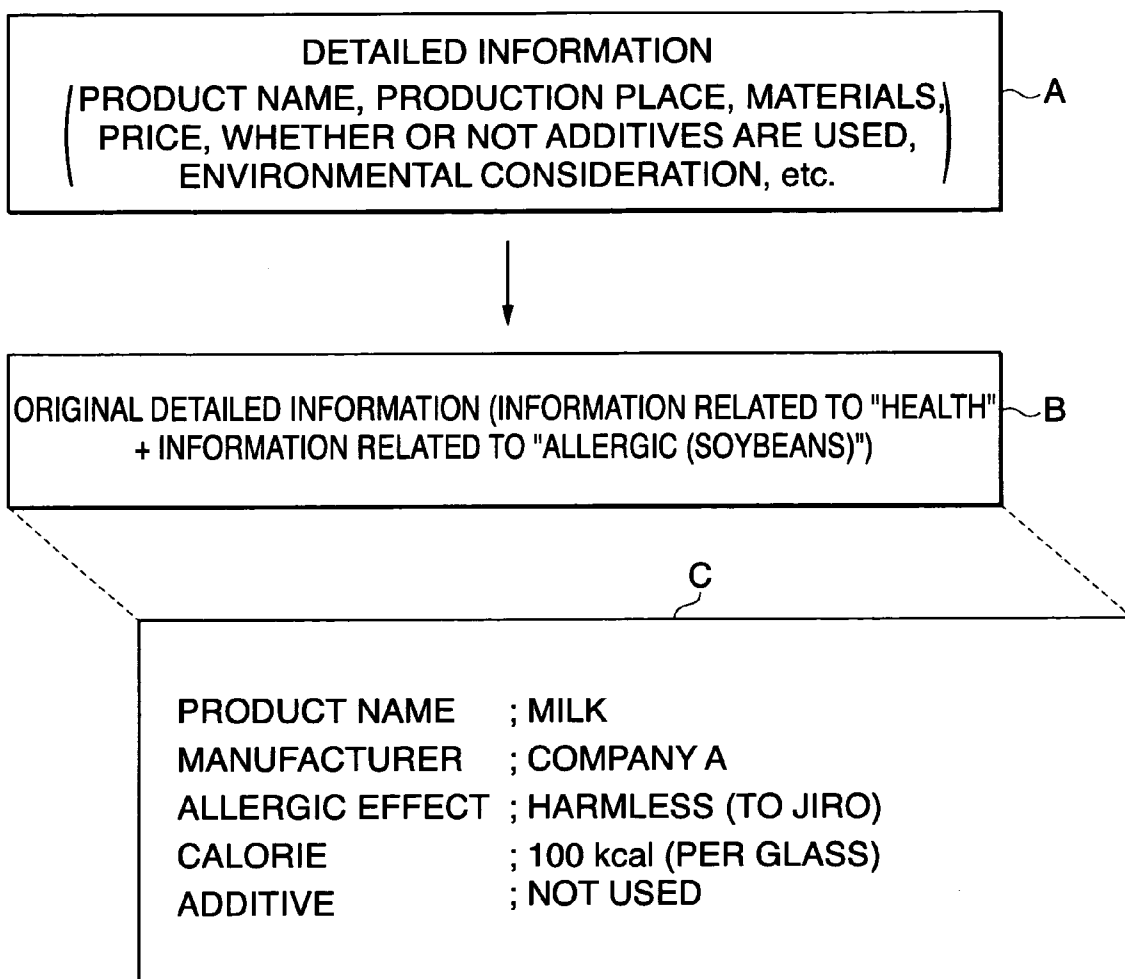 DETAILED INFORMATION
(PRODUCT NAME, PRODUCTION PLACE, MATERIALS,
PRICE, WHETHER OR NOT ADDITIVES ARE USED,
ENVIRONMENTAL CONSIDERATION, etc.)
A
ORIGINAL DETAILED INFORMATION (INFORMATION RELATED TO "HEALTH"
+ INFORMATION RELATED TO "ALLERGIC (SOYBEANS)")
B
C
PRODUCT NAME ; MILK
MANUFACTURER ; COMPANY A
ALLERGIC EFFECT ; HARMLESS (TO JIRO)
CALORIE ; 100 kcal (PER GLASS)
ADDITIVE ; NOT USED